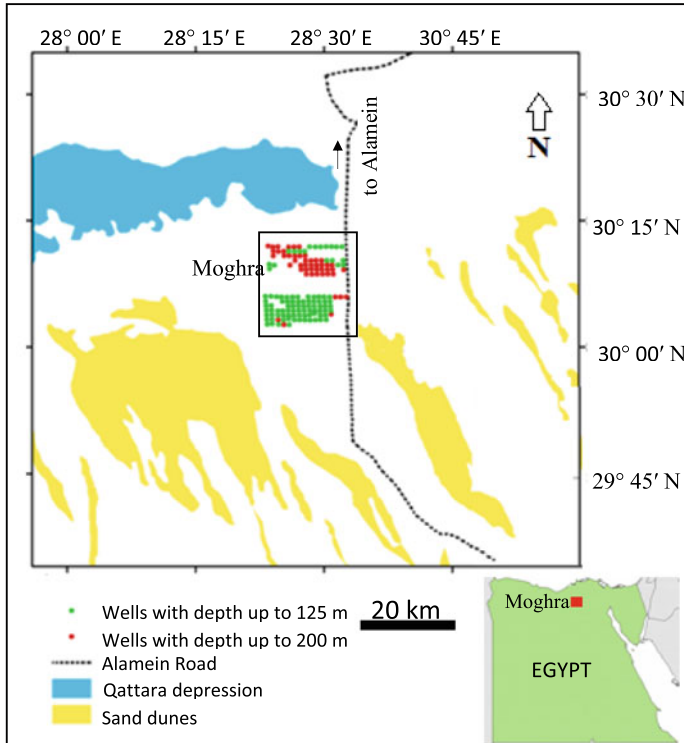 28° 00′ E 28° 15′ E 28° 30′ E 30° 45′ E
30° 30′ N
N
to Alamein
30° 15′ N
Moghra
30° 00′ N
29° 45′ N
Wells with depth up to 125 m
20 km
Wells with depth up to 200 m
Alamein Road
Qattara depression
Sand dunes
Moghra
EGYPT